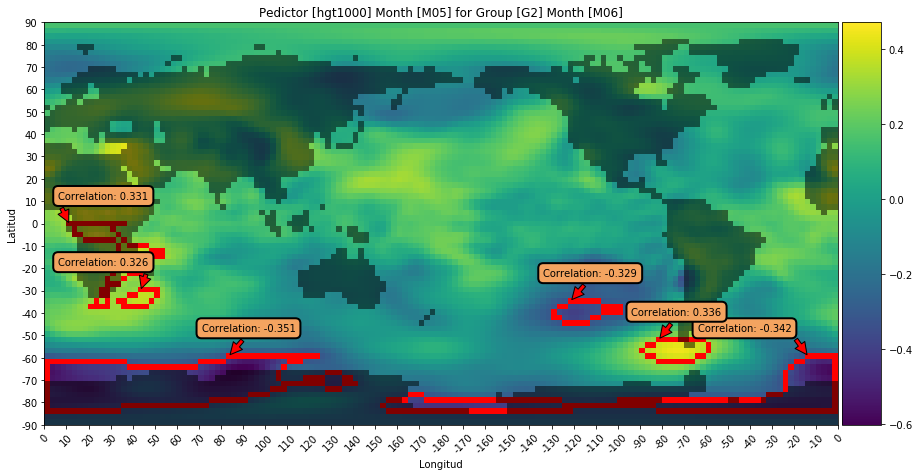 Pedictor [hgt1000] Month [M05] for Group [G2] Month [M06]
90
80
70
60
50
40
30
20
10
0
-10
-20
-30
-40
-50
-60
-70
-80
-90
Latitud
Correlation: 0.331
Correlation: 0.326
Correlation: -0.329
Correlation: 0.336
Correlation: -0.351
Correlation: -0.342
0.4
0.2
0.0
-0.2
-0.4
-0.6
0 10 20 30 40 50 60 70 80 90 100 110 120 130 140 150 160 170 180 -170 -160 -150 -140 -130 -120 -110 -100 -90 -80 -70 -60 -50 -40 -30 -20 -10 0
Longitud